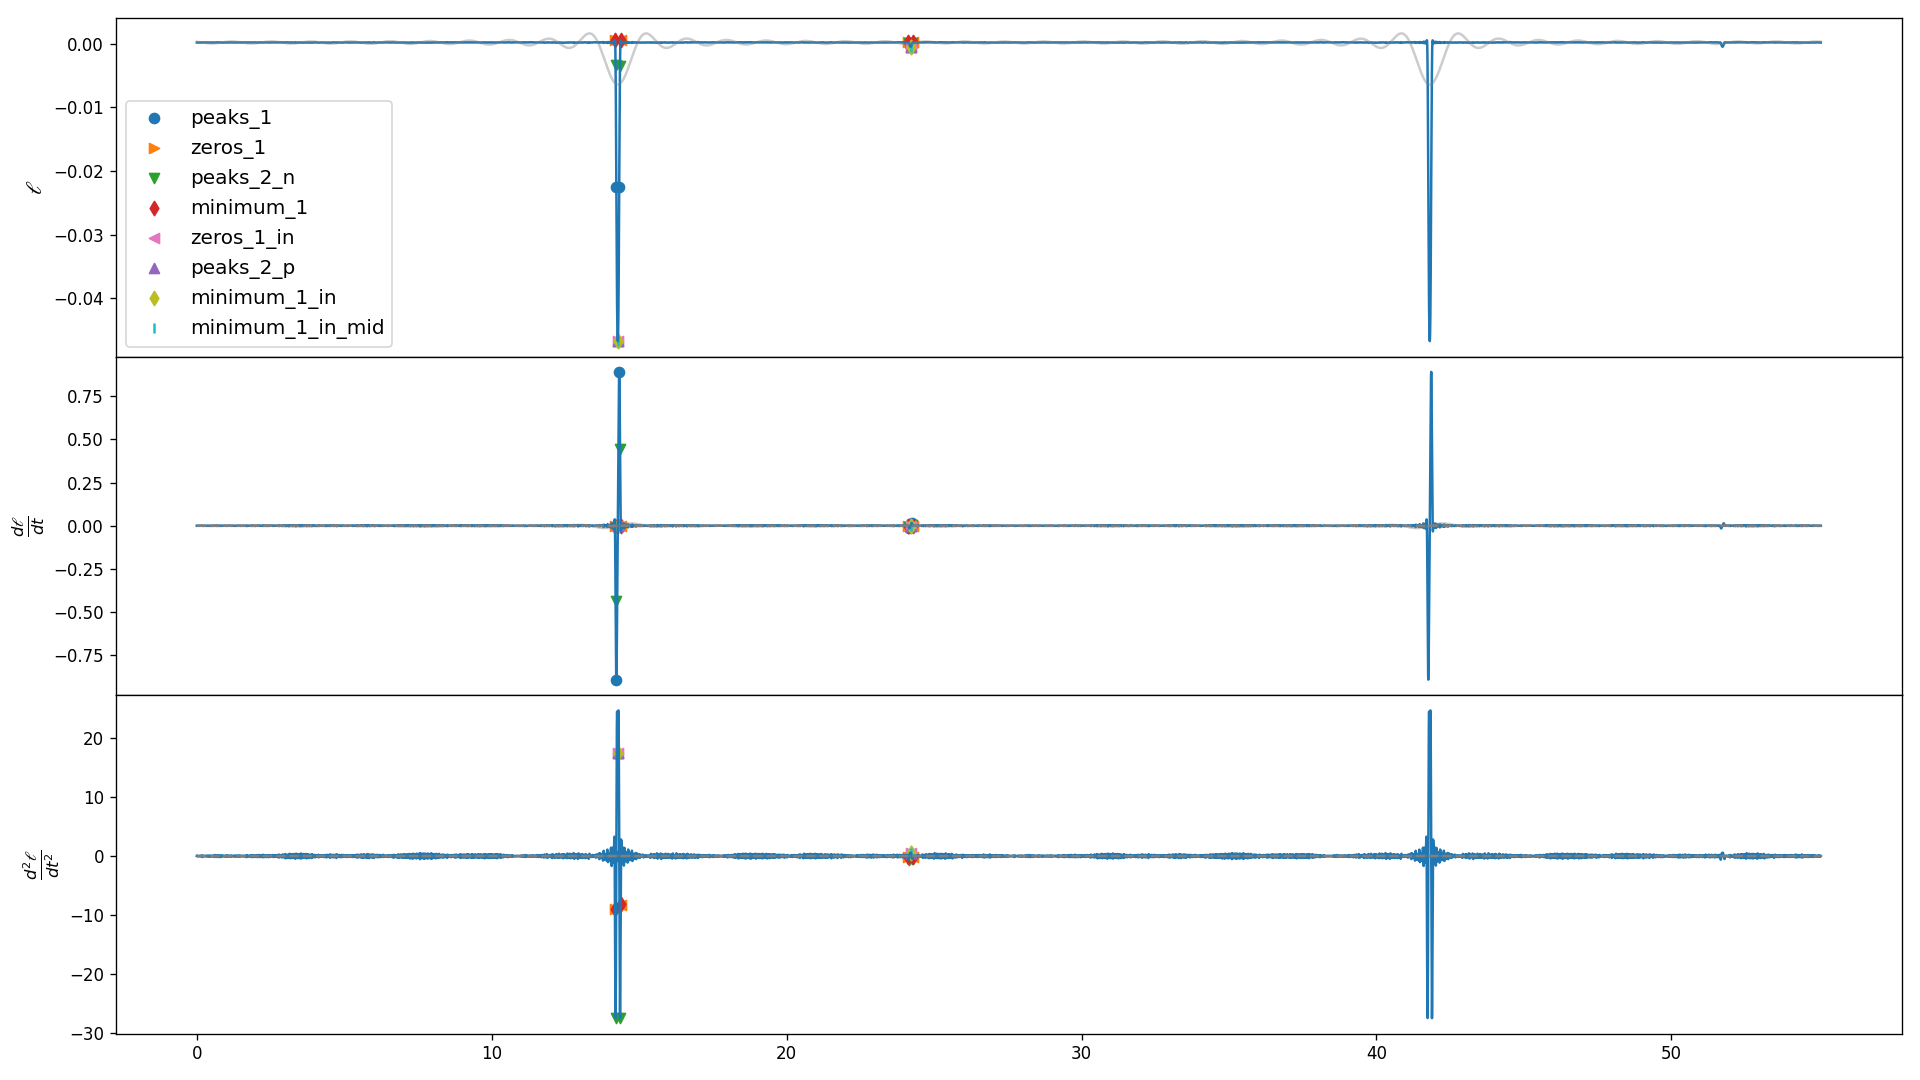 0.00
−0.01
−0.02
−0.03
−0.04
ℓ
peaks_1
zeros_1
peaks_2_n
minimum_1
zeros_1_in
peaks_2_p
minimum_1_in
minimum_1_in_mid
0.75
0.50
0.25
0.00
−0.25
−0.50
−0.75
dℓ
dt
20
10
0
−10
−20
−30
d²ℓ
dt²
0 10 20 30 40 50